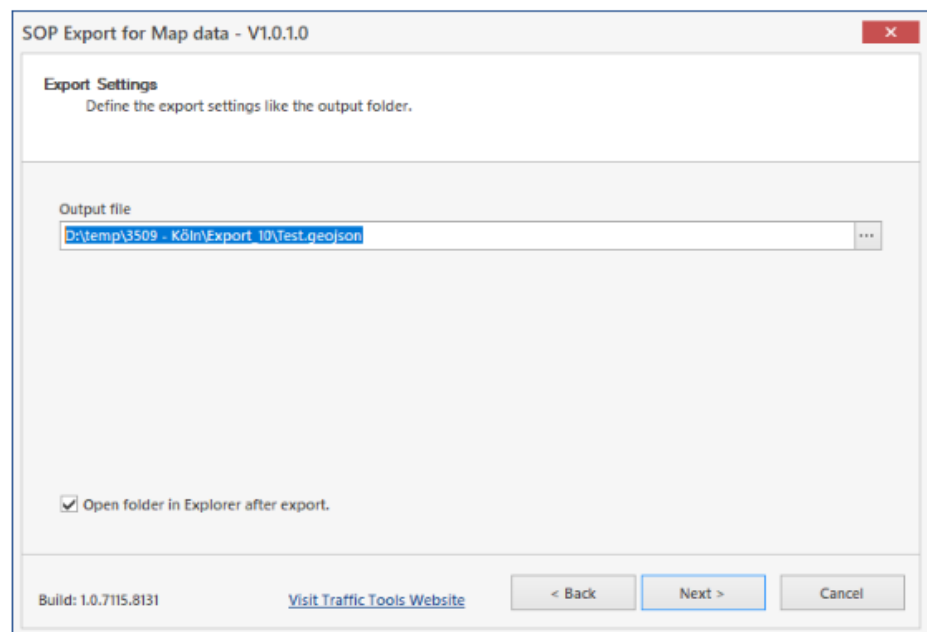 SOP Export for Map data - V1.0.1.0
Export Settings
Define the export settings like the output folder.
Output file
D:\temp\3509 - Köln\Export_10\Test.geojson
...
Open folder in Explorer after export.
Build: 1.0.7115.8131
Visit Traffic Tools Website
< Back
Next >
Cancel